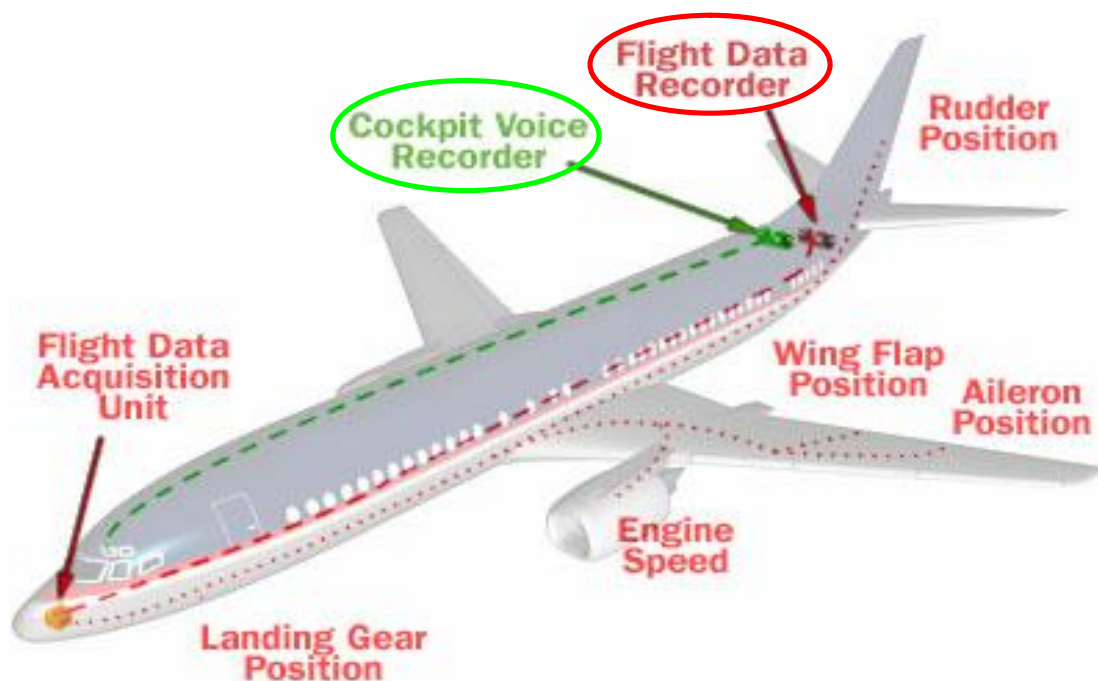 Flight Data
Recorder
Cockpit Voice
Recorder
Rudder
Position
Flight Data
Acquisition
Unit
Wing Flap
Position
Aileron
Position
Engine
Speed
Landing Gear
Position